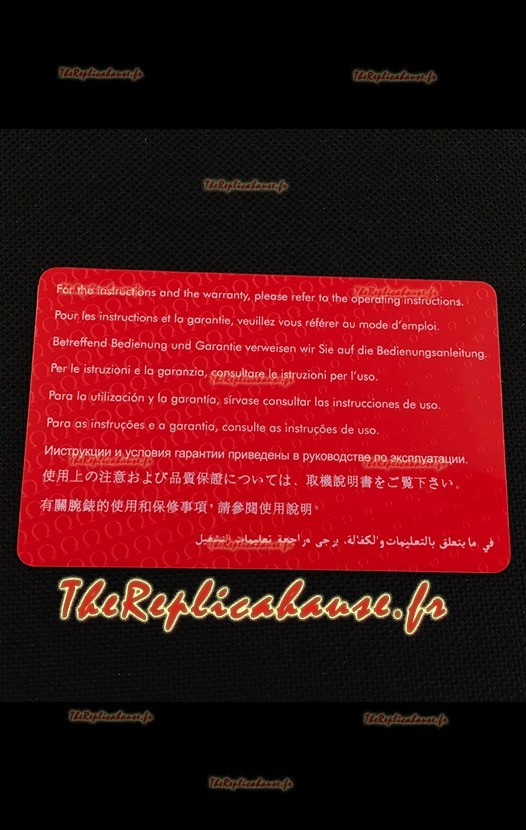 TheReplicahause.fr TheReplicahause.fr
TheReplicahause.fr
For the instructions and the warranty, please refer to the operating instructions.
Pour les instructions et la garantie, veuillez vous référer au mode d'emploi.
Betreffend Bedienung und Garantie verweisen wir Sie auf die Bedienungsanleitung.
Per le istruzioni e la garanzia, consultare le istruzioni per l'uso.
Para la utilización y la garantía, sírvase consultar las instrucciones de uso.
Para as instruções e a garantia, consulte as instruções de uso.
Инструкции и условия гарантии приведены в руководстве по эксплуатации.
使用上の注意および品質保證については、取機說明書をご覧下さい。
有關腕錶的使用和保修事項，請參閱使用說明。
في ما يتعلق بالتعليمات والكفالة، يرجى مراجعة تعليمات التشغيل
TheReplicahause.fr
TheReplicahause.fr TheReplicahause.fr
TheReplicahause.fr